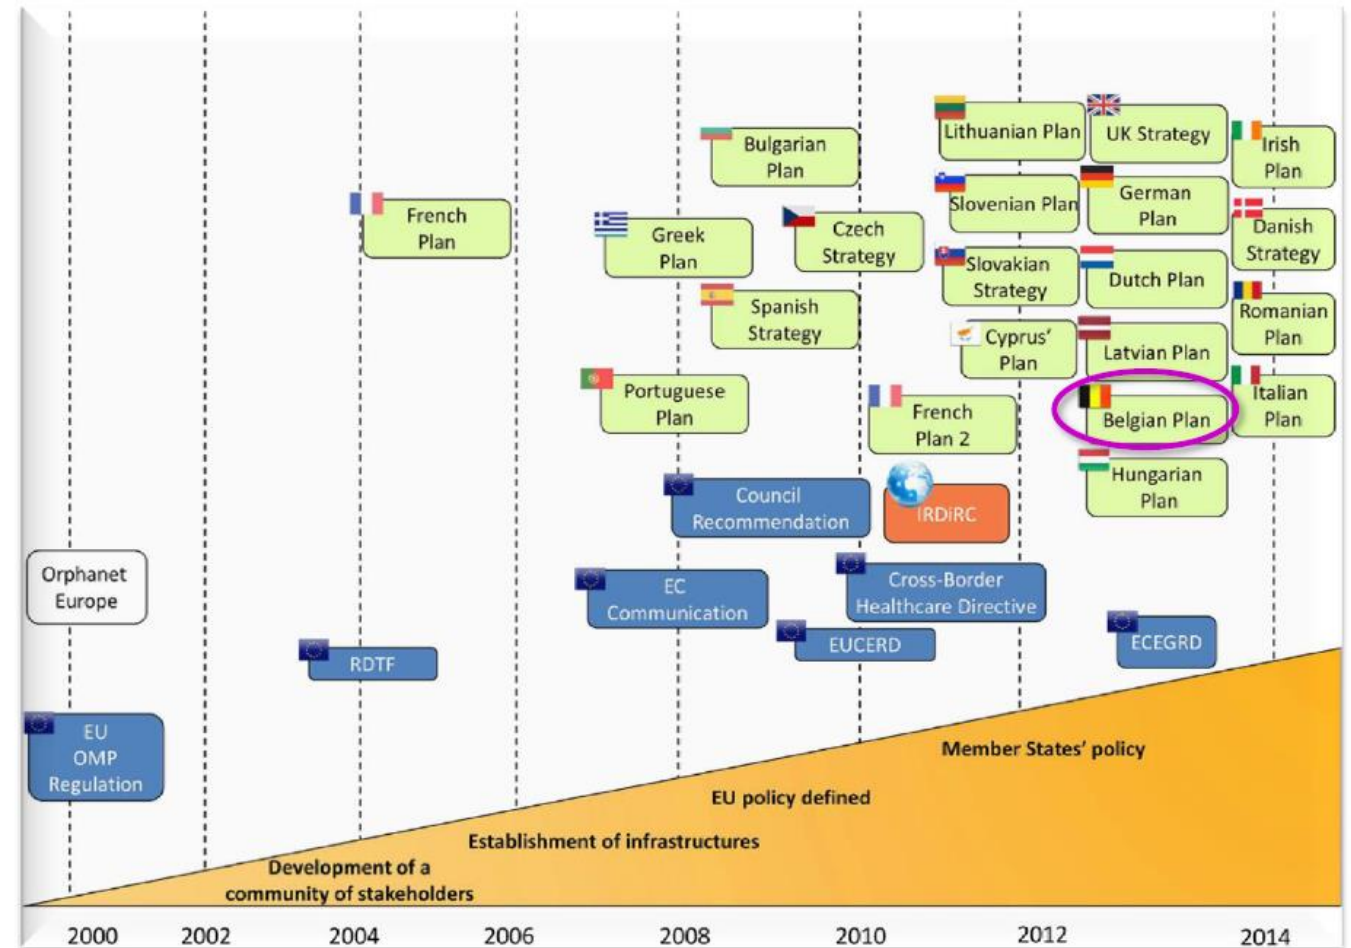 Lithuanian Plan
UK Strategy
Bulgarian
Plan
Irish
Plan
Slovenian Plan
German
Plan
French
Plan
Greek
Plan
Czech
Strategy
Danish
Strategy
Slovakian
Strategy
Dutch Plan
Spanish
Strategy
Romanian
Plan
Cyprus'
Plan
Latvian Plan
Portuguese
Plan
French
Plan 2
Belgian Plan
Italian
Plan
Hungarian
Plan
Council
Recommendation
IRDiRC
Orphanet
Europe
EC
Communication
Cross-Border
Healthcare Directive
RDTF
EUCERD
ECEGRD
EU
OMP
Regulation
Member States' policy
EU policy defined
Establishment of infrastructures
Development of a
community of stakeholders
2000 2002 2004 2006 2008 2010 2012 2014